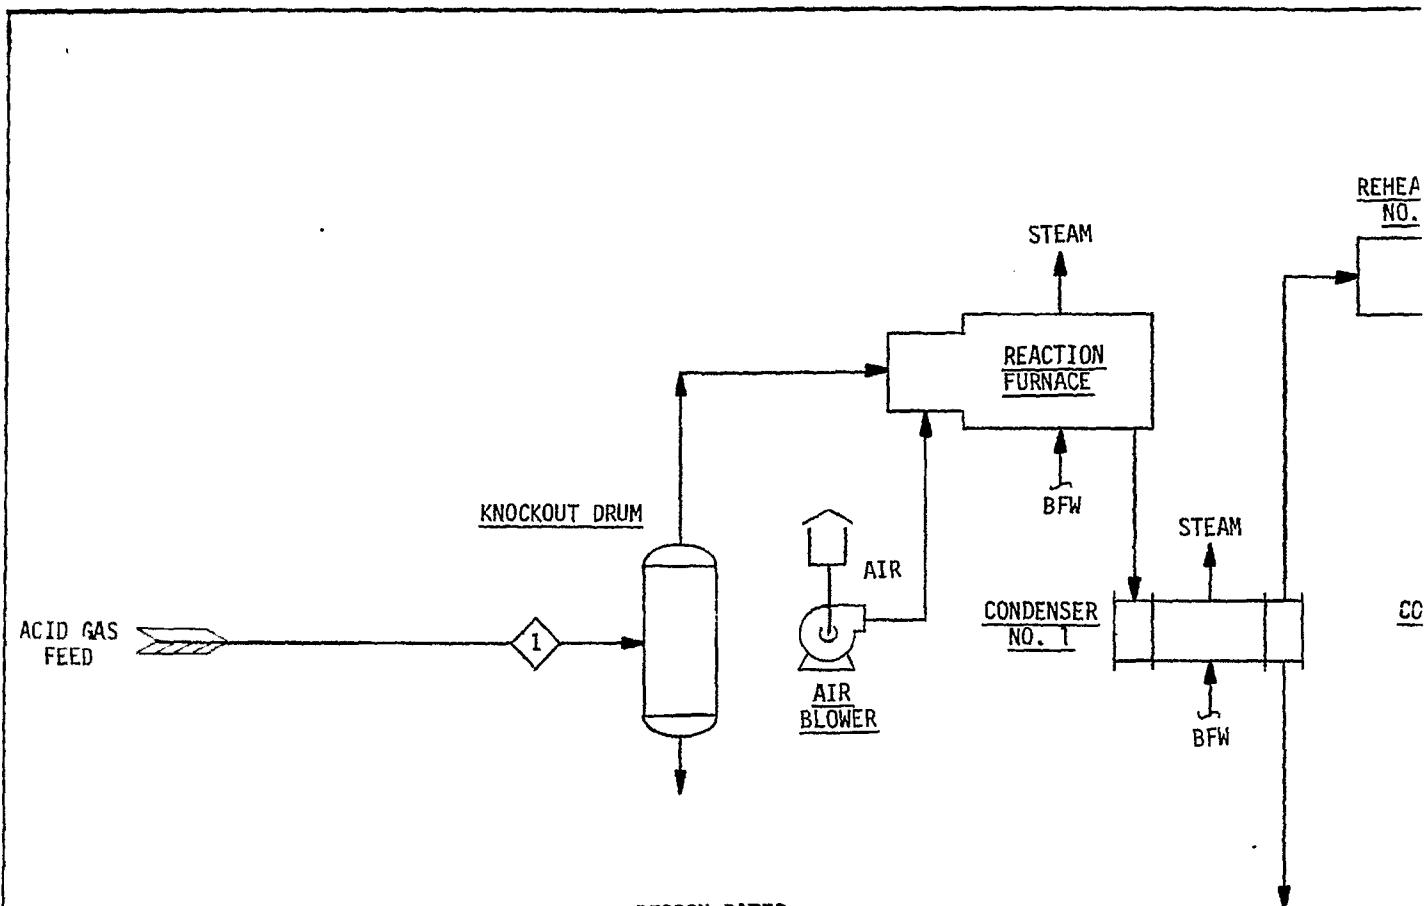 REHEA
NO.
STEAM
REACTION
FURNACE
BFW
KNOCKOUT DRUM
STEAM
AIR
CONDENSER
NO. 1
CO
ACID GAS
FEED
1
AIR
BLOWER
BFW